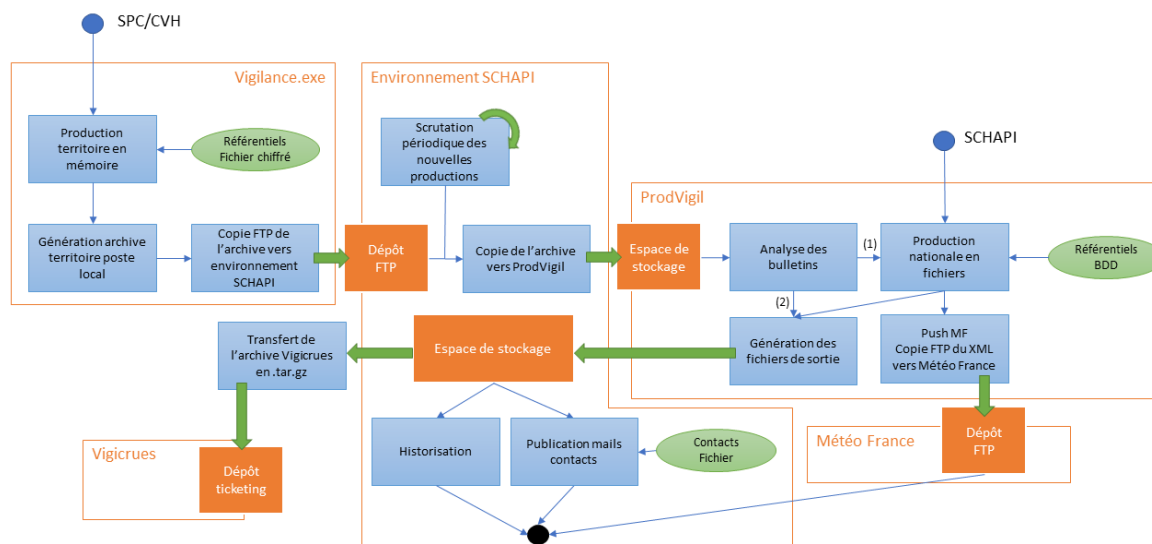 SPC/CVH
Vigilance.exe
Production
territoire en
mémoire
Référentiels
Fichier chiffré
Génération archive
territoire poste
local
Copie FTP de
l'archive vers
environnement
SCHAPI
Environnement SCHAPI
Scrutation
périodique des
nouvelles
productions
Dépôt
FTP
Copie de l'archive
vers ProdVigil
SCHAPI
ProdVigil
Espace de
stockage
Analyse des
bulletins
(1)
Production
nationale en
fichiers
Référentiels
BDD
(2)
Génération des
fichiers de sortie
Push MF
Copie FTP du XML
vers Météo France
Transfert de
l'archive Vigicrues
en .tar.gz
Espace de stockage
Historisation
Publication mails
contacts
Contacts
Fichier
Météo France
Dépôt
FTP
Vigicrues
Dépôt
ticketing